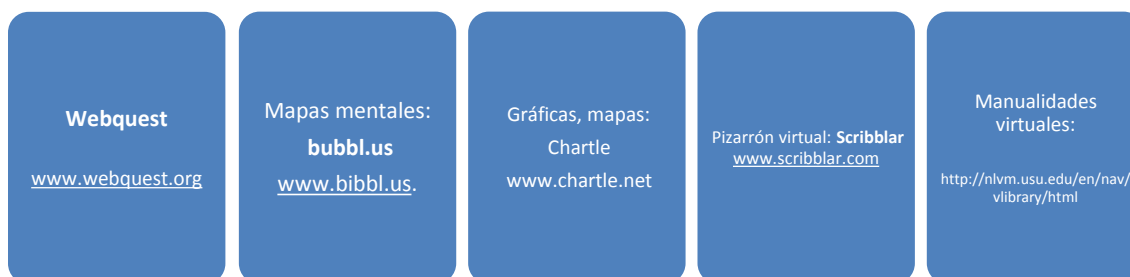 Webquest
www.webquest.org
Mapas mentales:
bubbl.us
www.bibbl.us.
Gráficas, mapas:
Chartle
www.chartle.net
Pizarrón virtual: Scribblar
www.scribblar.com
Manualidades
virtuales:
http://nlvm.usu.edu/en/nav/
vlibrary/html